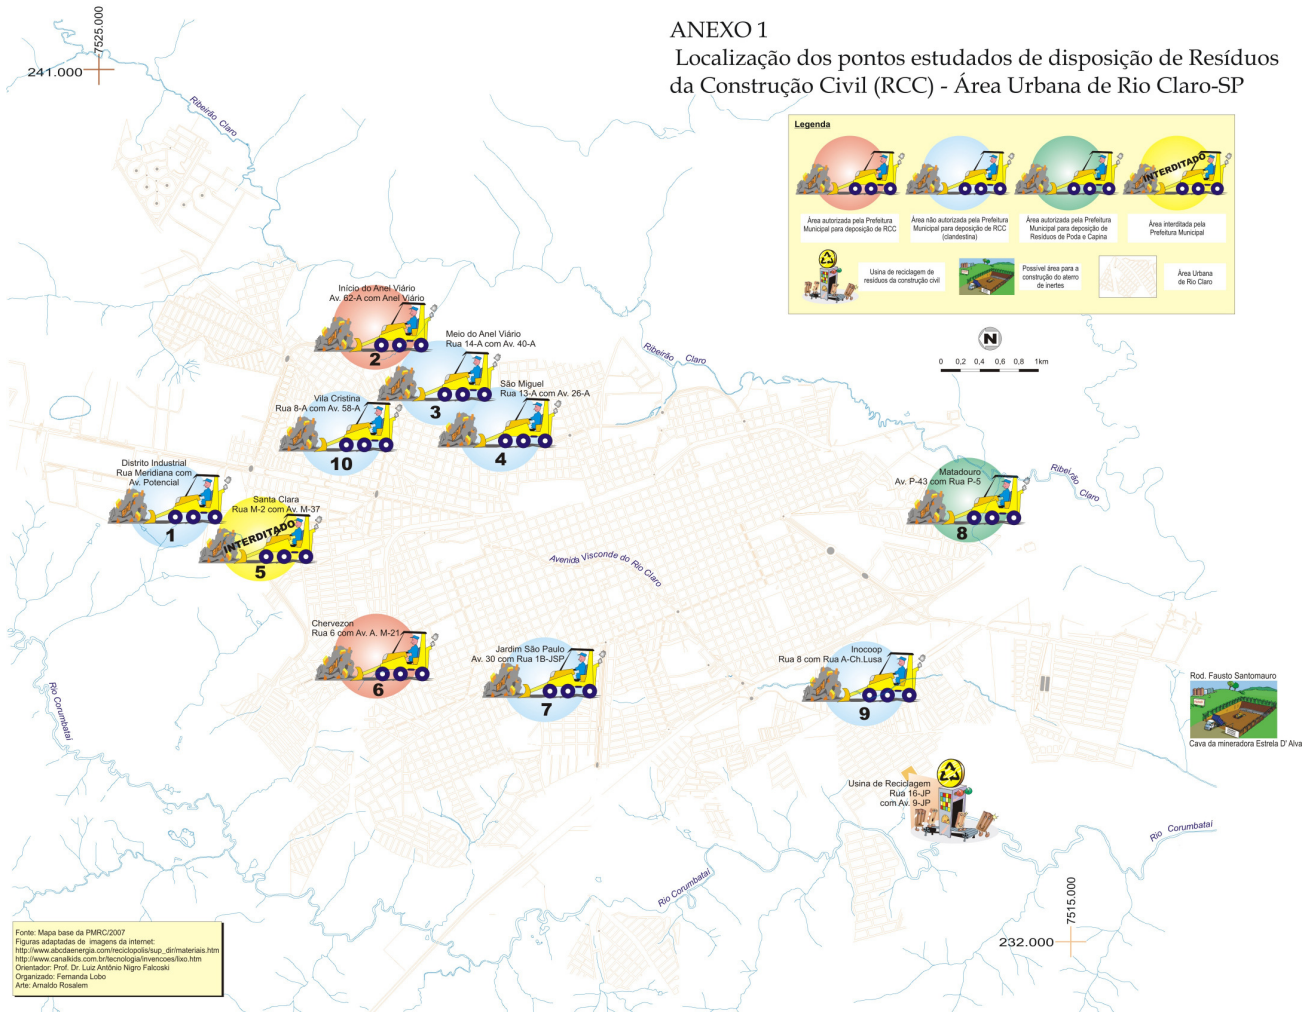 ANEXO 1
Localização dos pontos estudados de disposição de Resíduos
da Construção Civil (RCC) - Área Urbana de Rio Claro-SP
7525.000
241.000
Ribeirão Claro
Legenda
INTERDITADO
Área autorizada pela Prefeitura
Municipal para deposição de RCC
Área não autorizada pela Prefeitura
Municipal para deposição de RCC
(clandestina)
Área autorizada pela Prefeitura
Municipal para deposição de
Resíduos de Poda e Capina
Área interditada pela
Prefeitura Municipal
Usina de reciclagem de
resíduos da construção civil
Possível área para a
construção do aterro
de inertes
Área Urbana
de Rio Claro
N
0 0,2 0,4 0,6 0,8 1km
Início do Anel Viário
Av. 62-A com Anel Viário
2
Meio do Anel Viário
Rua 14-A com Av. 40-A
3
São Miguel
Rua 13-A com Av. 26-A
4
Vila Cristina
Rua 8-A com Av. 58-A
10
Ribeirão Claro
Distrito Industrial
Rua Meridiana com
Av. Potencial
1
Santa Clara
Rua M-2 com Av. M-37
INTERDITADO
5
Matadouro
Av. P-43 com Rua P-5
8
Ribeirão Claro
Avenida Visconde do Rio Claro
Chervezon
Rua 6 com Av. A. M-21
6
Jardim São Paulo
Av. 30 com Rua 1B-JSP
7
Inocoop
Rua 8 com Rua A-Ch.Lusa
9
Rio Corumbataí
Rod. Fausto Santomauro
Cava da mineradora Estrela D' Alva
Usina de Reciclagem
Rua 16-JP
com Av. 9-JP
Rio Corumbataí
Rio Corumbataí
7515.000
232.000
Fonte: Mapa base da PMRC/2007
Figuras adaptadas de imagens da internet:
http://www.abcdaenergia.com/reciclopolis/sup_dir/materiais.htm
http://www.canalkids.com.br/tecnologia/invencoes/lixo.htm
Orientador: Prof. Dr. Luiz Antônio Nigro Falcoski
Organizado: Fernanda Lobo
Arte: Arnaldo Rosalem